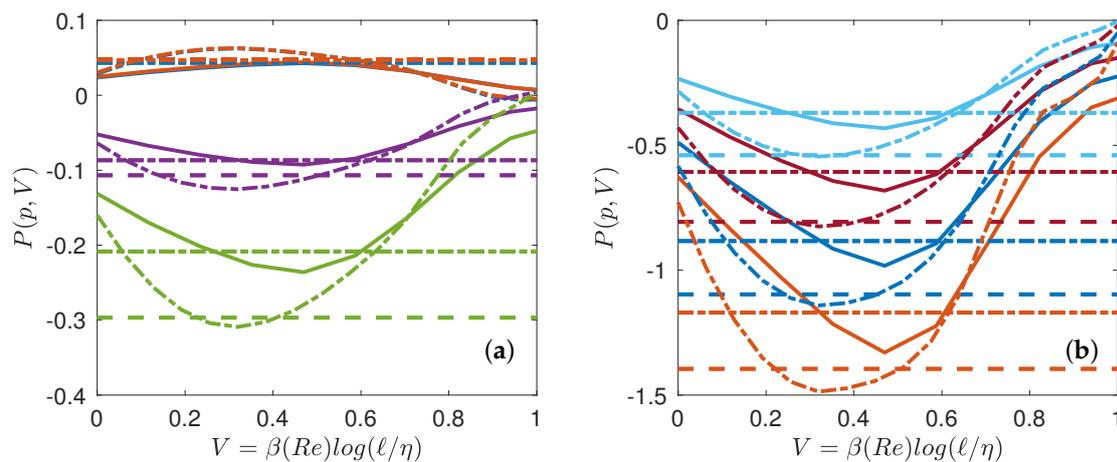 0.1
0
-0.1
-0.2
-0.3
-0.4
P(p, V)
0 0.2 0.4 0.6 0.8 1
V = β(Re)log(ℓ/η)
(a)
0
-0.5
-1
-1.5
P(p, V)
0 0.2 0.4 0.6 0.8 1
V = β(Re)log(ℓ/η)
(b)